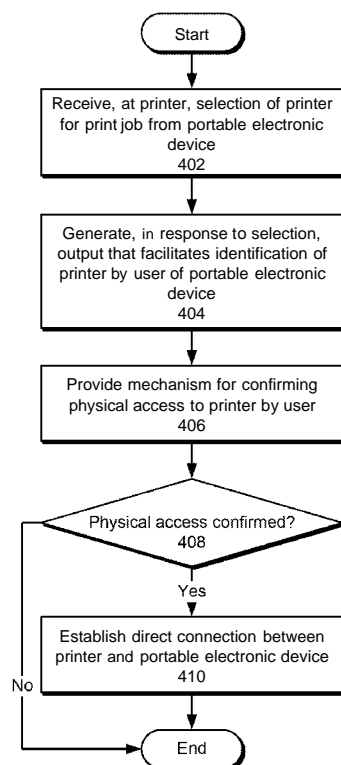 Start
Receive, at printer, selection of printer
for print job from portable electronic
device
402
Generate, in response to selection,
output that facilitates identification of
printer by user of portable electronic
device
404
Provide mechanism for confirming
physical access to printer by user
406
Physical access confirmed?
408
Yes
Establish direct connection between
printer and portable electronic device
410
No
End